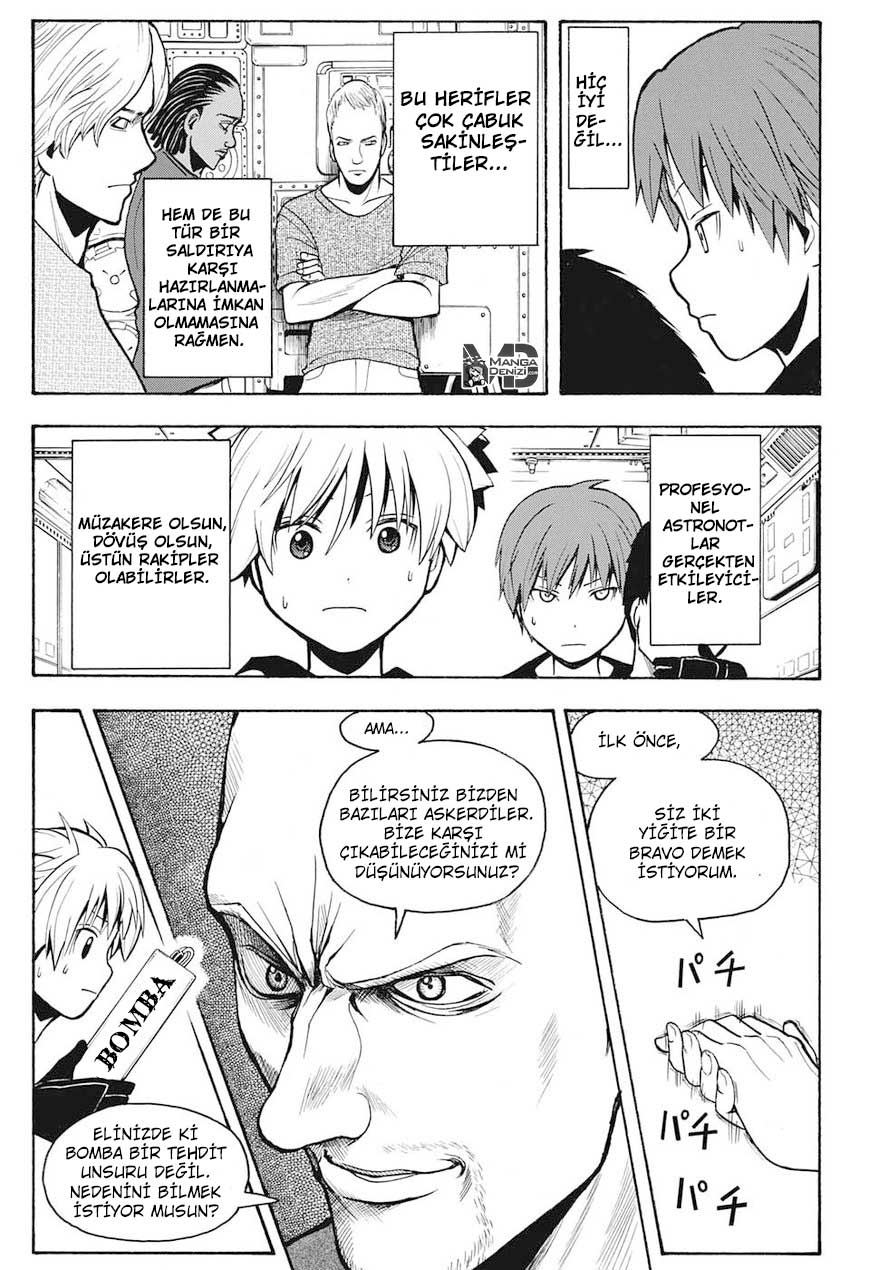 HİÇ
İYİ
DE-
ĞİL...
BU HERİFLER
ÇOK ÇABUK
SAKİNLEŞ-
TİLER...
HEM DE BU
TÜR BİR
SALDIRIYA
KARŞI
HAZIRLANMA-
LARINA İMKAN
OLMAMASINA
RAĞMEN.
MANGA
DENİZİ.com
PROFESYO-
NEL
ASTRONOT-
LAR
GERÇEKTEN
ETKİLEYİCİ-
LER.
MÜZAKERE OLSUN,
DÖVÜŞ OLSUN,
ÜSTÜN RAKİPLER
OLABİLİRLER.
İLK ÖNCE,
SİZ İKİ
YİĞİTE BİR
BRAVO DEMEK
İSTİYORUM.
パチ
パチ
パチ
AMA...
BİLİRSİNİZ BİZDEN
BAZILARI ASKERDİLER.
BİZE KARŞI
ÇIKABİLECEĞİNİZİ Mİ
DÜŞÜNÜYORSUNUZ?
BOMBA
ELİNİZDE Kİ
BOMBA BİR TEHDİT
UNSURU DEĞİL.
NEDENİNİ BİLMEK
İSTİYOR MUSUN?